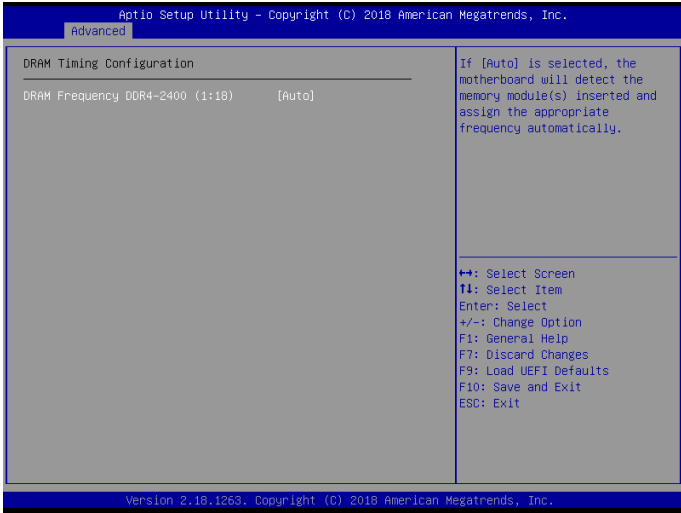 Aptio Setup Utility – Copyright (C) 2018 American Megatrends, Inc.
Advanced
DRAM Timing Configuration
DRAM Frequency DDR4-2400 (1:18) [Auto]
If [Auto] is selected, the
motherboard will detect the
memory module(s) inserted and
assign the appropriate
frequency automatically.
↔: Select Screen
↑↓: Select Item
Enter: Select
+/-: Change Option
F1: General Help
F7: Discard Changes
F9: Load UEFI Defaults
F10: Save and Exit
ESC: Exit
Version 2.18.1263. Copyright (C) 2018 American Megatrends, Inc.